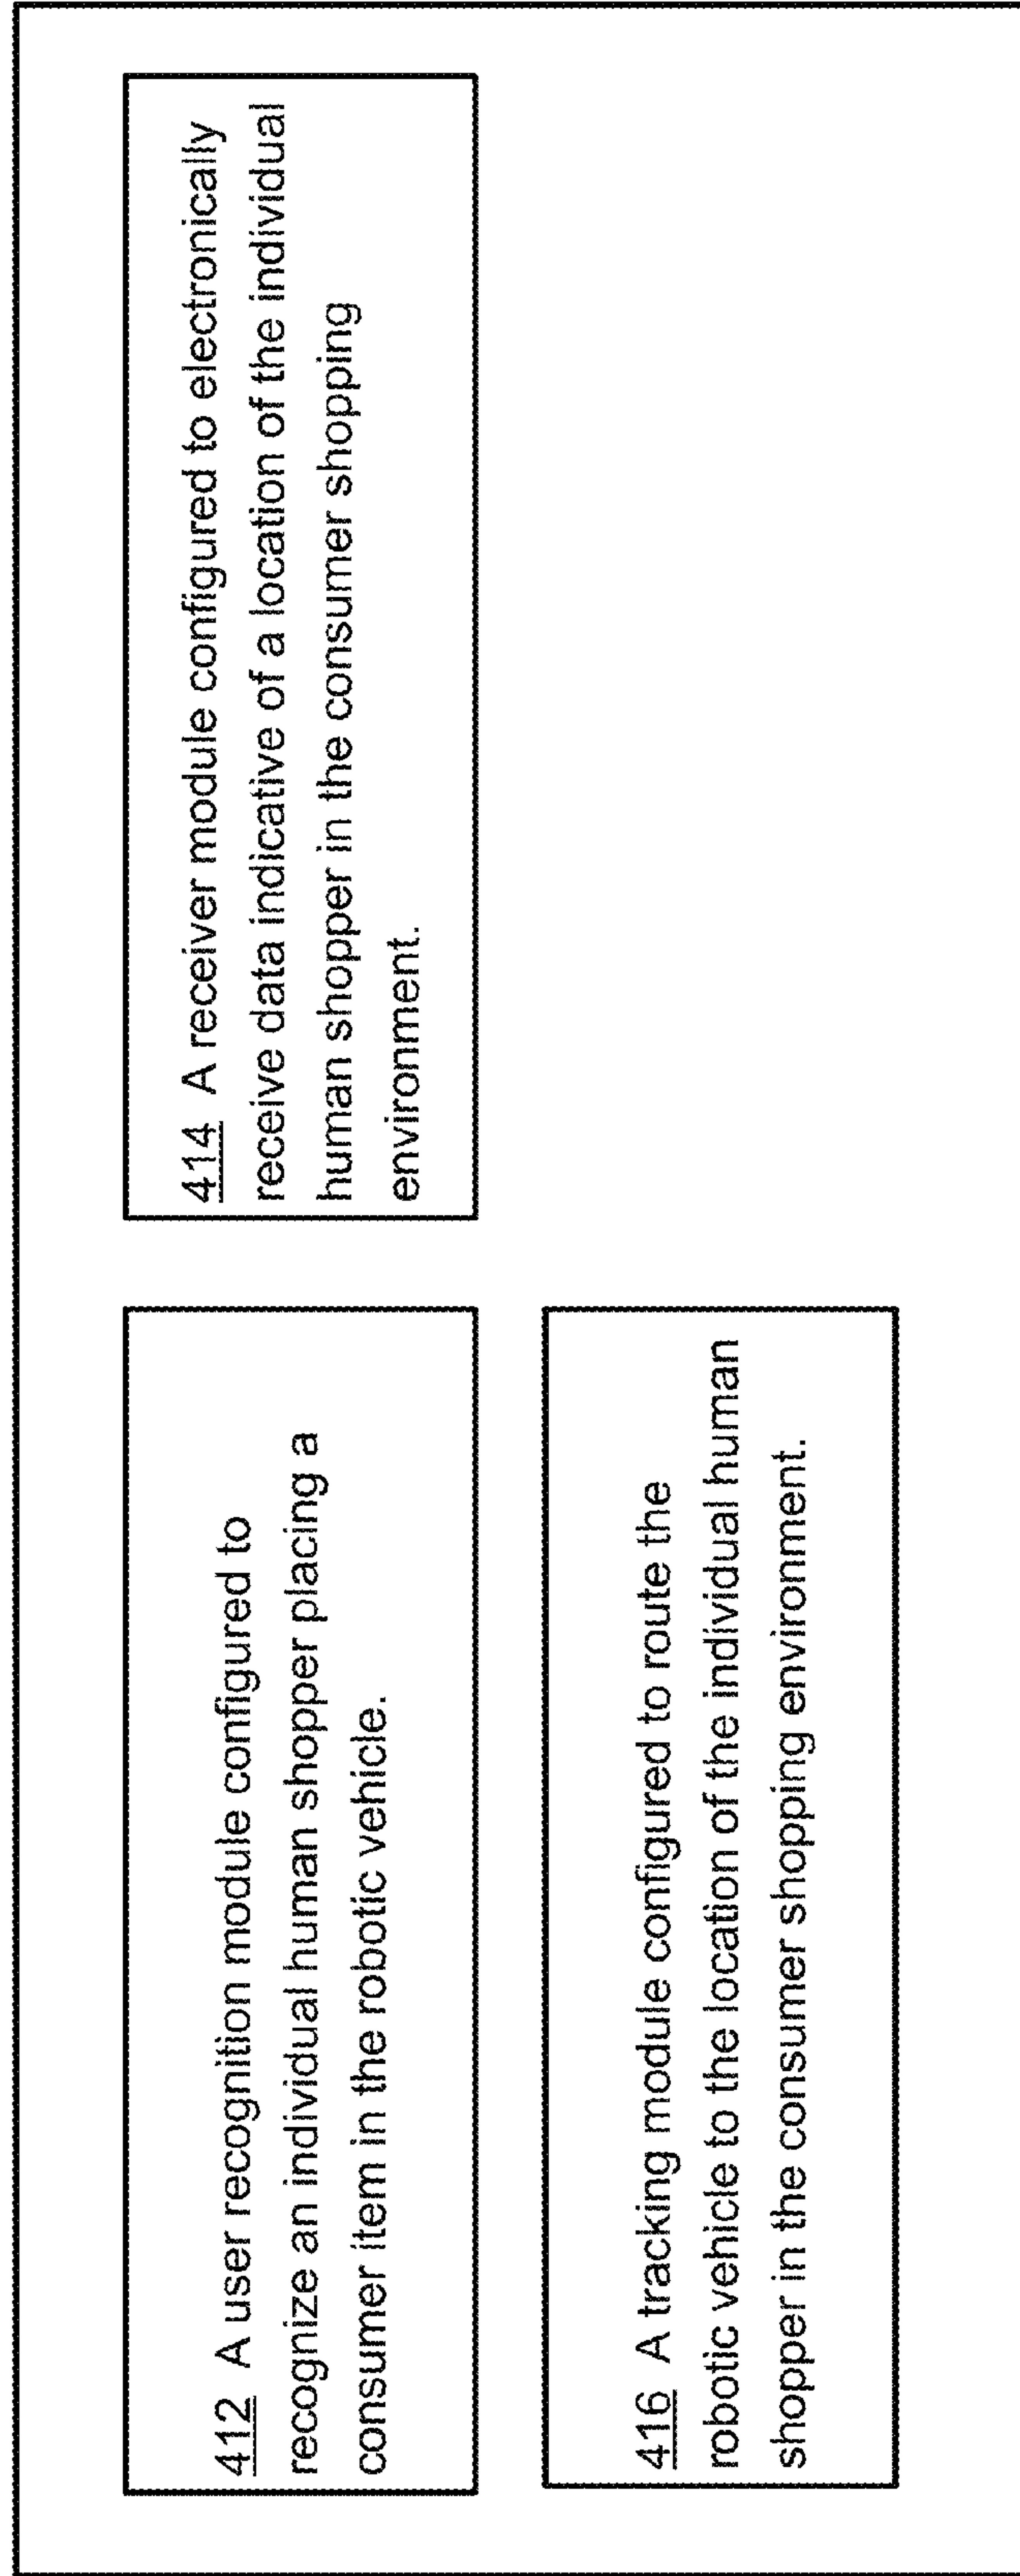 412 A user recognition module configured to
recognize an individual human shopper placing a
consumer item in the robotic vehicle.
414 A receiver module configured to electronically
receive data indicative of a location of the individual
human shopper in the consumer shopping
environment.
416 A tracking module configured to route the
robotic vehicle to the location of the individual human
shopper in the consumer shopping environment.